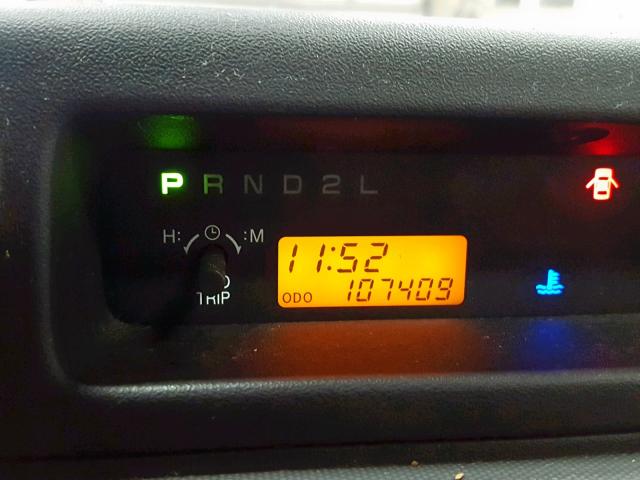 P R N D 2 L
H: :M
11:52
ODO 107409
TRIP